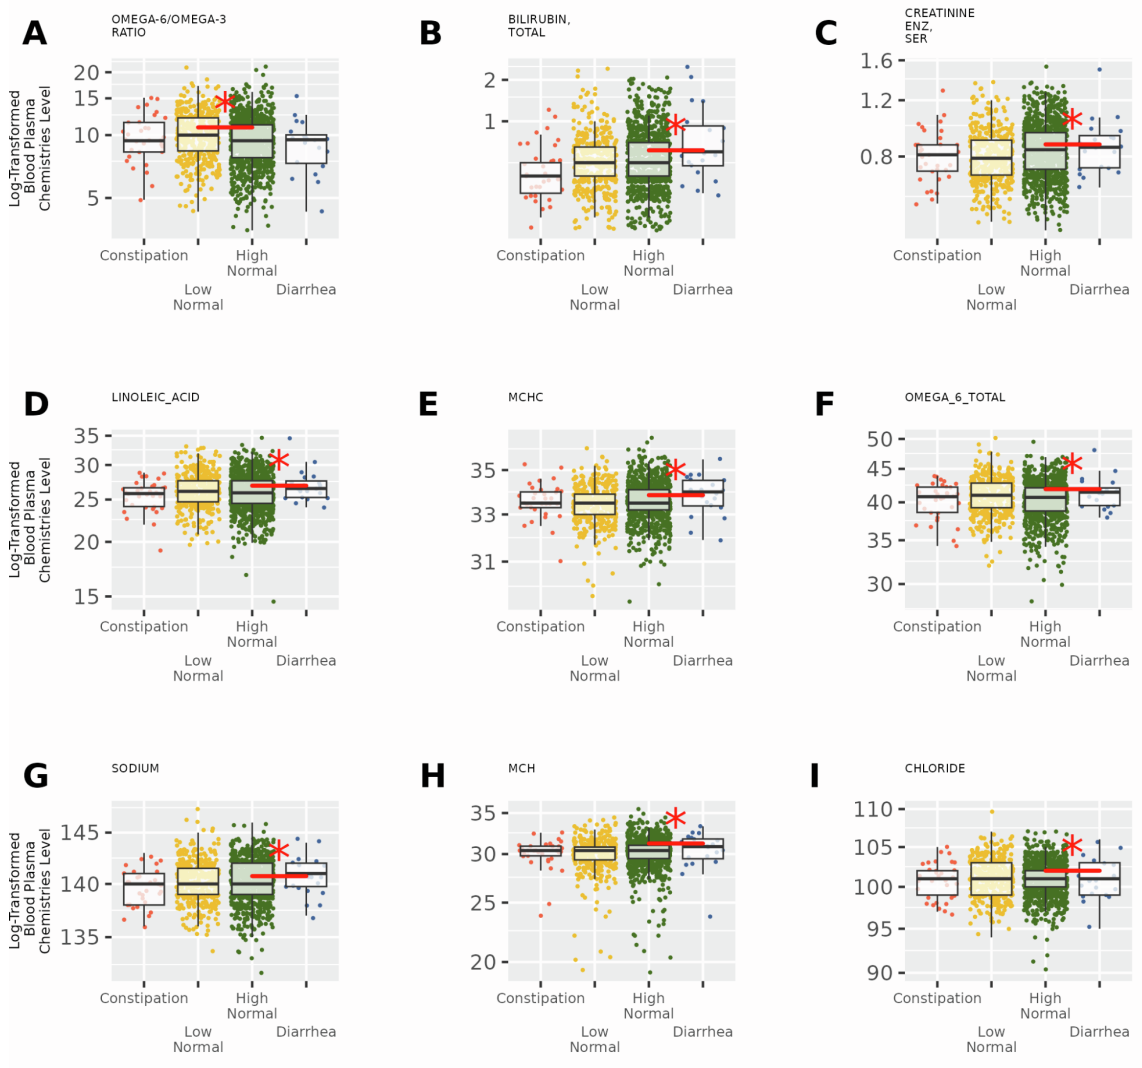 A
OMEGA-6/OMEGA-3
RATIO
B
BILIRUBIN,
TOTAL
C
CREATININE
ENZ,
SER
Log-Transformed
Blood Plasma
Chemistries Level
20
15
10
5
2
1
1.6
1.2
0.8
Constipation
Low
Normal
High
Normal
Diarrhea
Constipation
Low
Normal
High
Normal
Diarrhea
Constipation
Low
Normal
High
Normal
Diarrhea
D
LINOLEIC_ACID
E
MCHC
F
OMEGA_6_TOTAL
Log-Transformed
Blood Plasma
Chemistries Level
35
30
25
20
15
35
33
31
50
45
40
35
30
Constipation
Low
Normal
High
Normal
Diarrhea
Constipation
Low
Normal
High
Normal
Diarrhea
Constipation
Low
Normal
High
Normal
Diarrhea
G
SODIUM
H
MCH
I
CHLORIDE
Log-Transformed
Blood Plasma
Chemistries Level
145
140
135
35
30
25
20
110
105
100
95
90
Constipation
Low
Normal
High
Normal
Diarrhea
Constipation
Low
Normal
High
Normal
Diarrhea
Constipation
Low
Normal
High
Normal
Diarrhea